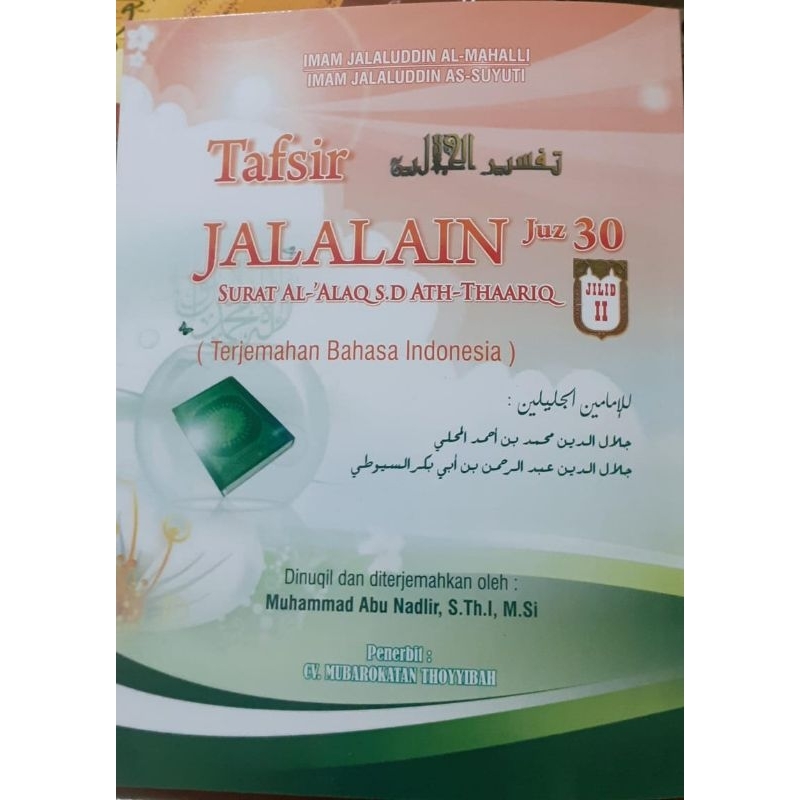 IMAM JALALUDDIN AL-MAHALLI
IMAM JALALUDDIN AS-SUYUTI
Tafsir تفسير الجلالين
JALALAIN Juz 30
SURAT AL-'ALAQ S.D ATH-THAARIQ
JILID
II
( Terjemahan Bahasa Indonesia )
للإمامين الجليلين :
جلال الدين محمد بن أحمد المحلي
جلال الدين عبد الرحمن بن أبي بكر السيوطي
Dinuqil dan diterjemahkan oleh :
Muhammad Abu Nadlir, S.Th.I, M.Si
Penerbit :
CV. MUBAROKATAN THOYYIBAH